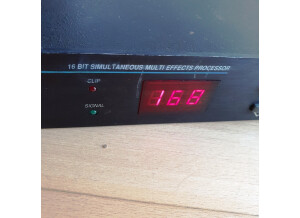 16 BIT SIMULTANEOUS MULTI EFFECTS PROCESSOR
CLIP
168
SIGNAL